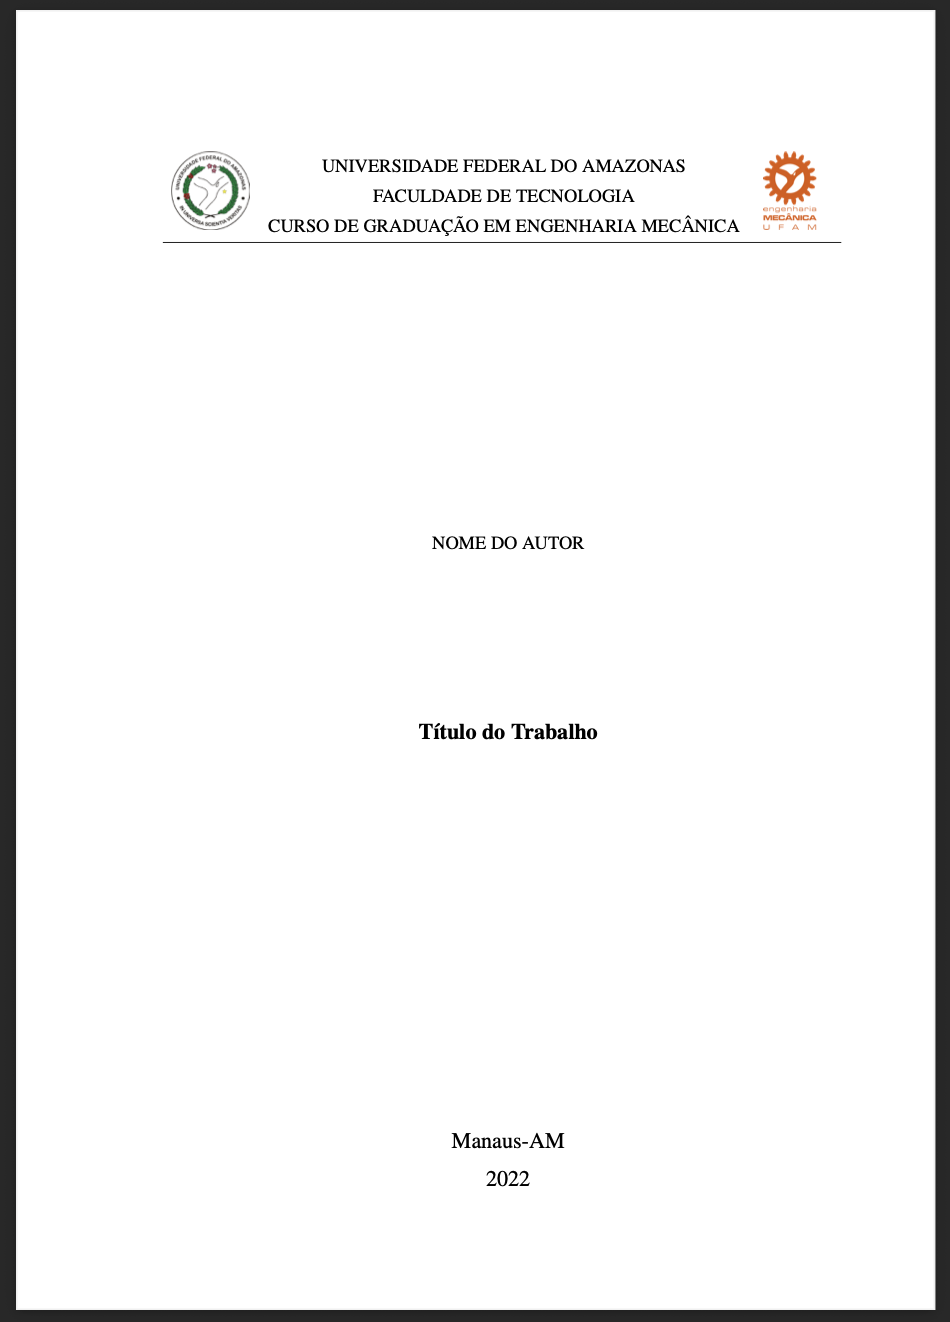 UNIVERSIDADE FEDERAL DO AMAZONAS
IN UNIVERSA SCIENTIA VERITAS
UNIVERSIDADE FEDERAL DO AMAZONAS
FACULDADE DE TECNOLOGIA
CURSO DE GRADUAÇÃO EM ENGENHARIA MECÂNICA
engenharia
MECÂNICA
UFAM
NOME DO AUTOR
Título do Trabalho
Manaus-AM
2022